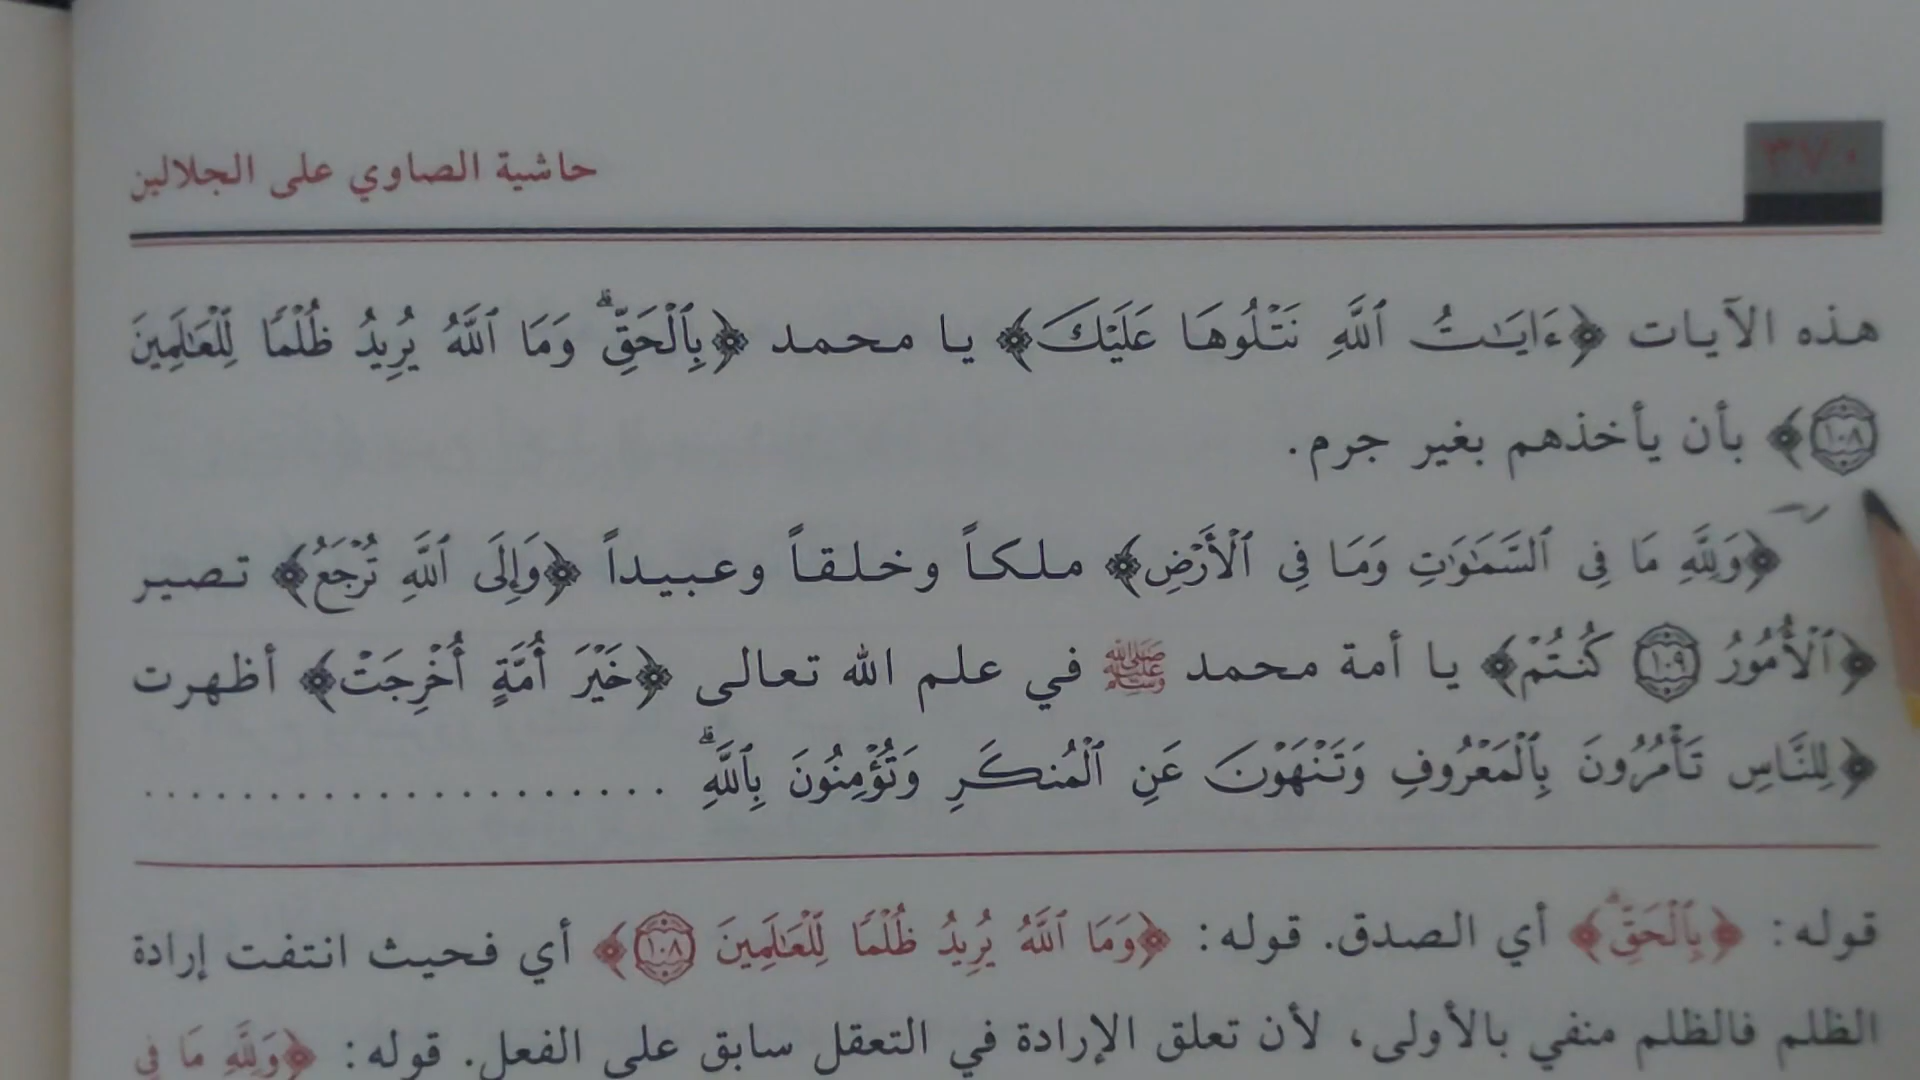 ٣٧٠
حاشية الصاوي على الجلالين
هذه الآيات ﴿ءَايَـٰتُ ٱللَّهِ نَتْلُوهَا عَلَيْكَ﴾ يا محمد ﴿بِٱلْحَقِّۗ وَمَا ٱللَّهُ يُرِيدُ ظُلْمًا لِّلْعَـٰلَمِينَ
١٠٨﴾ بأن يأخذهم بغير جرم.
﴿وَلِلَّهِ مَا فِى ٱلسَّمَـٰوَٰتِ وَمَا فِى ٱلْأَرْضِ﴾ ملكاً وخلقاً وعبيداً ﴿وَإِلَى ٱللَّهِ تُرْجَعُ﴾ تصير
﴿ٱلْأُمُورُ ١٠٩ كُنتُمْ﴾ يا أمة محمد ﷺ في علم الله تعالى ﴿خَيْرَ أُمَّةٍ أُخْرِجَتْ﴾ أظهرت
﴿لِلنَّاسِ تَأْمُرُونَ بِٱلْمَعْرُوفِ وَتَنْهَوْنَ عَنِ ٱلْمُنكَرِ وَتُؤْمِنُونَ بِٱللَّهِۗ ......................
قوله: ﴿بِٱلْحَقِّۗ﴾ أي الصدق. قوله: ﴿وَمَا ٱللَّهُ يُرِيدُ ظُلْمًا لِّلْعَـٰلَمِينَ ١٠٨﴾ أي فحيث انتفت إرادة
الظلم فالظلم منفي بالأولى، لأن تعلق الإرادة في التعقل سابق على الفعل. قوله: ﴿وَلِلَّهِ مَا فِى